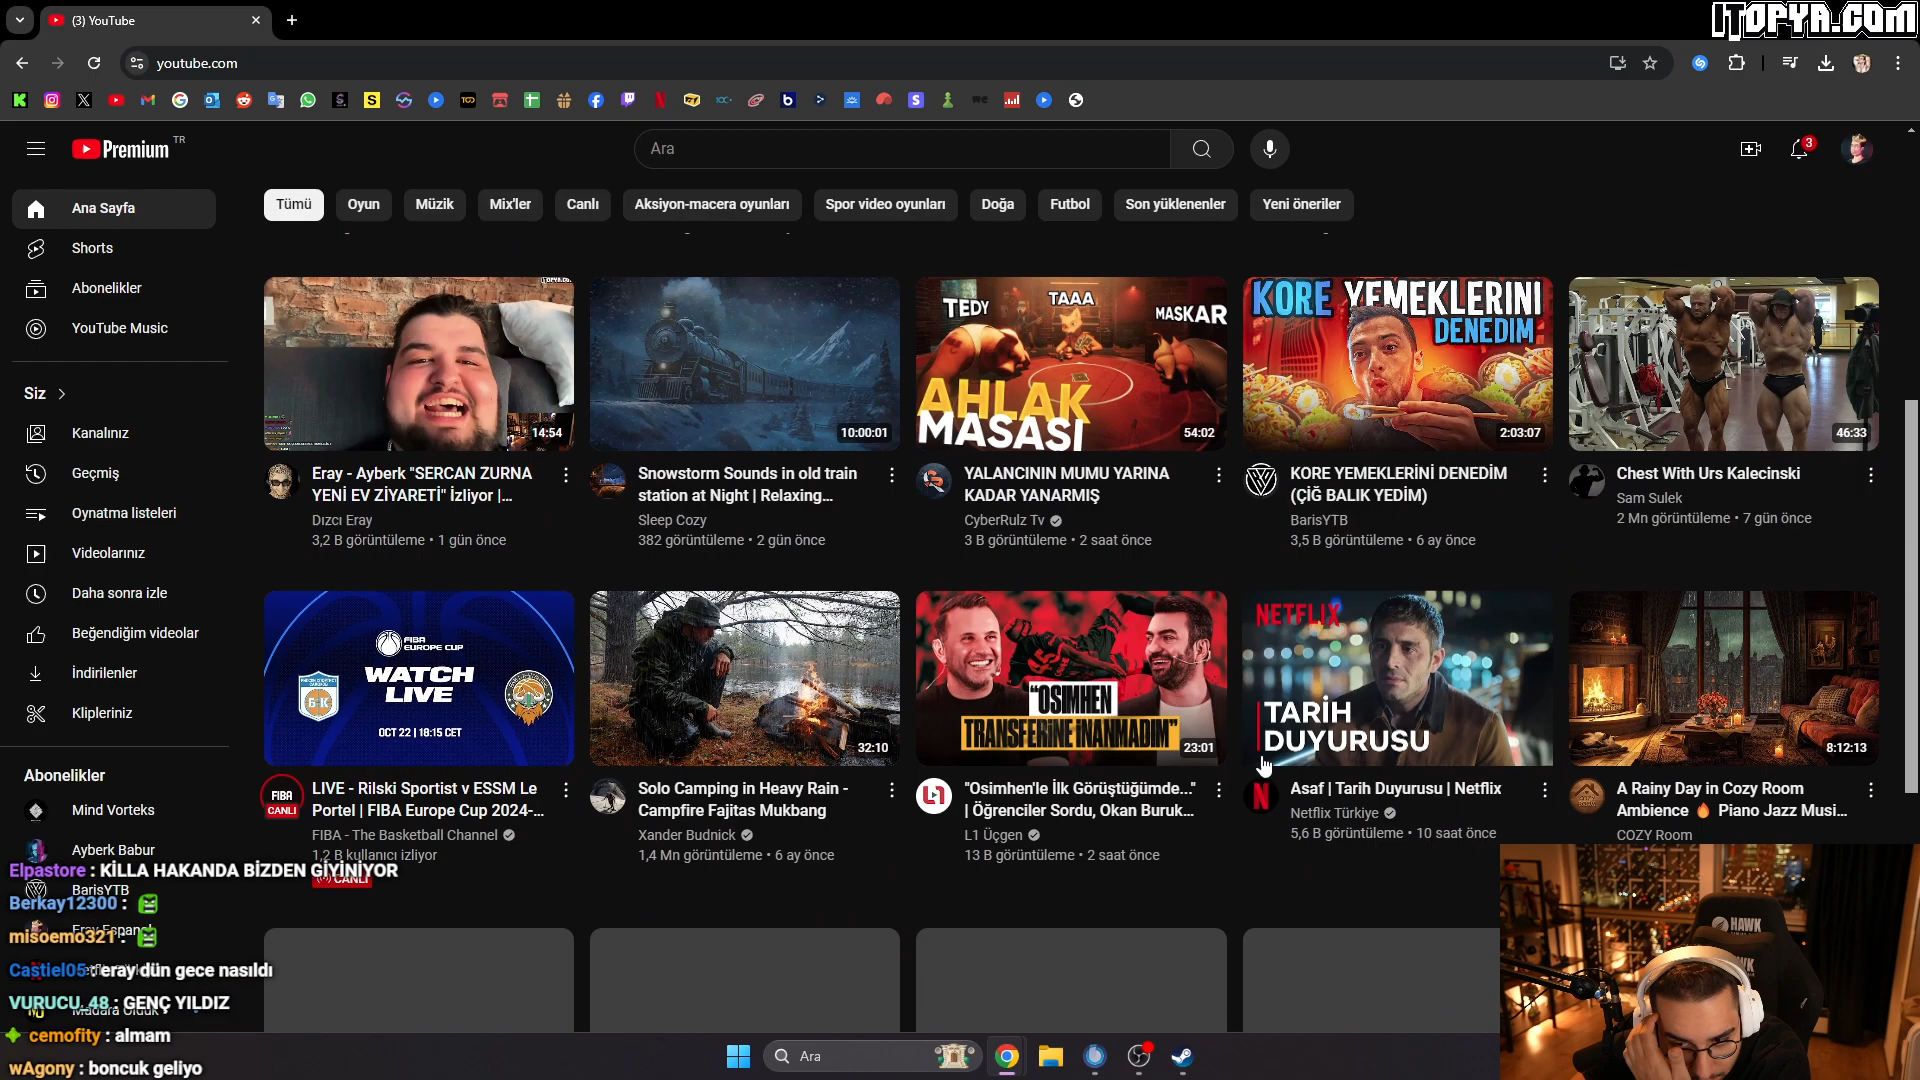 (3) YouTube
iTOPYA.COM
youtube.com
Premium TR
Ara
3
Ana Sayfa
Shorts
Abonelikler
YouTube Music
Siz
Kanalınız
Geçmiş
Oynatma listeleri
Videolarınız
Daha sonra izle
Beğendiğim videolar
İndirilenler
Klipleriniz
Abonelikler
Mind Vorteks
Ayberk Babur
BarisYTB
Tümü
Oyun
Müzik
Mix'ler
Canlı
Aksiyon-macera oyunları
Spor video oyunları
Doğa
Futbol
Son yüklenenler
Yeni öneriler
14:54
Eray - Ayberk "SERCAN ZURNA
YENİ EV ZİYARETİ" İzliyor |...
Dızcı Eray
3,2 B görüntüleme • 1 gün önce
10:00:01
Snowstorm Sounds in old train
station at Night | Relaxing...
Sleep Cozy
382 görüntüleme • 2 gün önce
TEDY
TAAA
MASKAR
AHLAK
MASASI
54:02
YALANCININ MUMU YARINA
KADAR YANARMIŞ
CyberRulz Tv
3 B görüntüleme • 2 saat önce
KORE YEMEKLERİNİ
DENEDİM
2:03:07
KORE YEMEKLERİNİ DENEDİM
(ÇİĞ BALIK YEDİM)
BarisYTB
3,5 B görüntüleme • 6 ay önce
46:33
Chest With Urs Kalecinski
Sam Sulek
2 Mn görüntüleme • 7 gün önce
FIBA
EUROPE CUP
WATCH
LIVE
OCT 22 | 18:15 CET
FIBA
CANLI
LIVE - Rilski Sportist v ESSM Le
Portel | FIBA Europe Cup 2024-...
FIBA - The Basketball Channel
1,2 B kullanıcı izliyor
CANLI
32:10
Solo Camping in Heavy Rain -
Campfire Fajitas Mukbang
Xander Budnick
1,4 Mn görüntüleme • 6 ay önce
"OSIMHEN
TRANSFERİNE İNANMADIM"
23:01
"Osimhen'le İlk Görüştüğümde..."
| Öğrenciler Sordu, Okan Buruk...
L1 Üçgen
13 B görüntüleme • 2 saat önce
NETFLIX
TARİH
DUYURUSU
Asaf | Tarih Duyurusu | Netflix
Netflix Türkiye
5,6 B görüntüleme • 10 saat önce
8:12:13
A Rainy Day in Cozy Room
Ambience 🔥 Piano Jazz Musi...
COZY Room
Elpastore : KİLLA HAKANDA BİZDEN GİYİNİYOR
Berkay12300 :
misoemo321 :
Castiel05 : eray dün gece nasıldı
VURUCU_48 : GENÇ YILDIZ
cemofity : almam
wAgony : boncuk geliyo
Ara
HAWK
HAWK